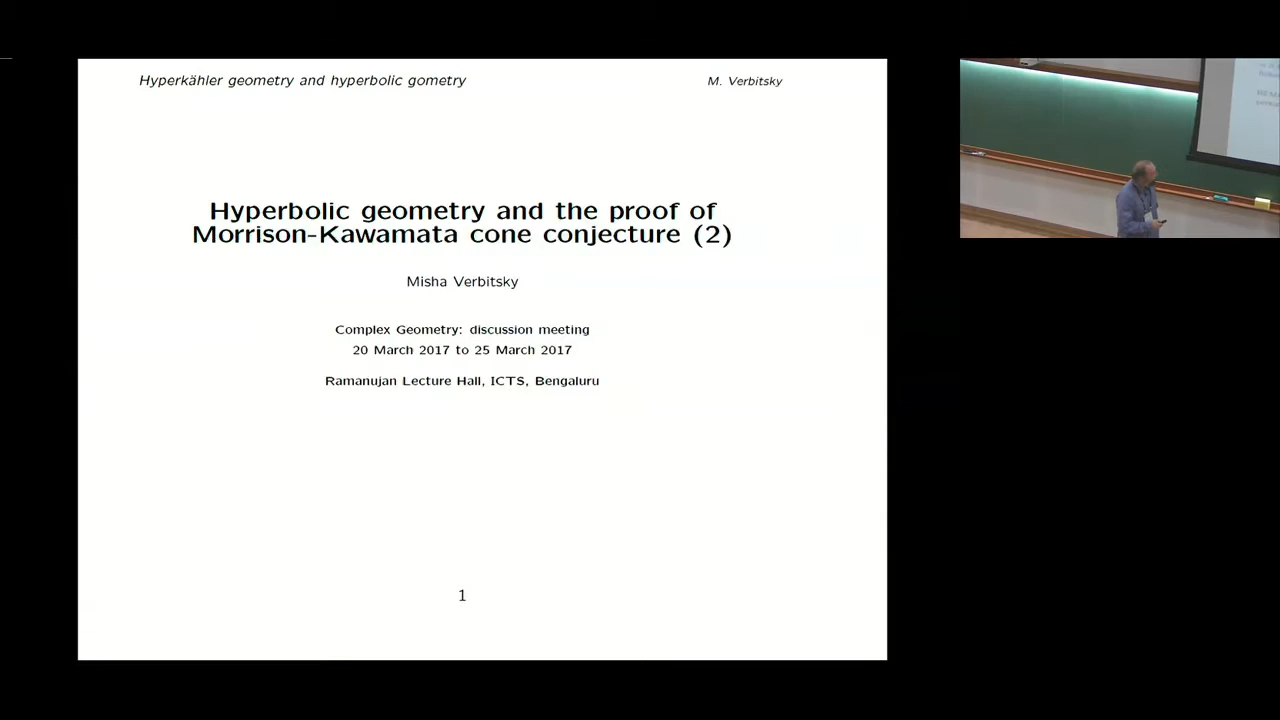 Hyperkähler geometry and hyperbolic gometry M. Verbitsky
Hyperbolic geometry and the proof of
Morrison-Kawamata cone conjecture (2)
Misha Verbitsky
Complex Geometry: discussion meeting
20 March 2017 to 25 March 2017
Ramanujan Lecture Hall, ICTS, Bengaluru
1